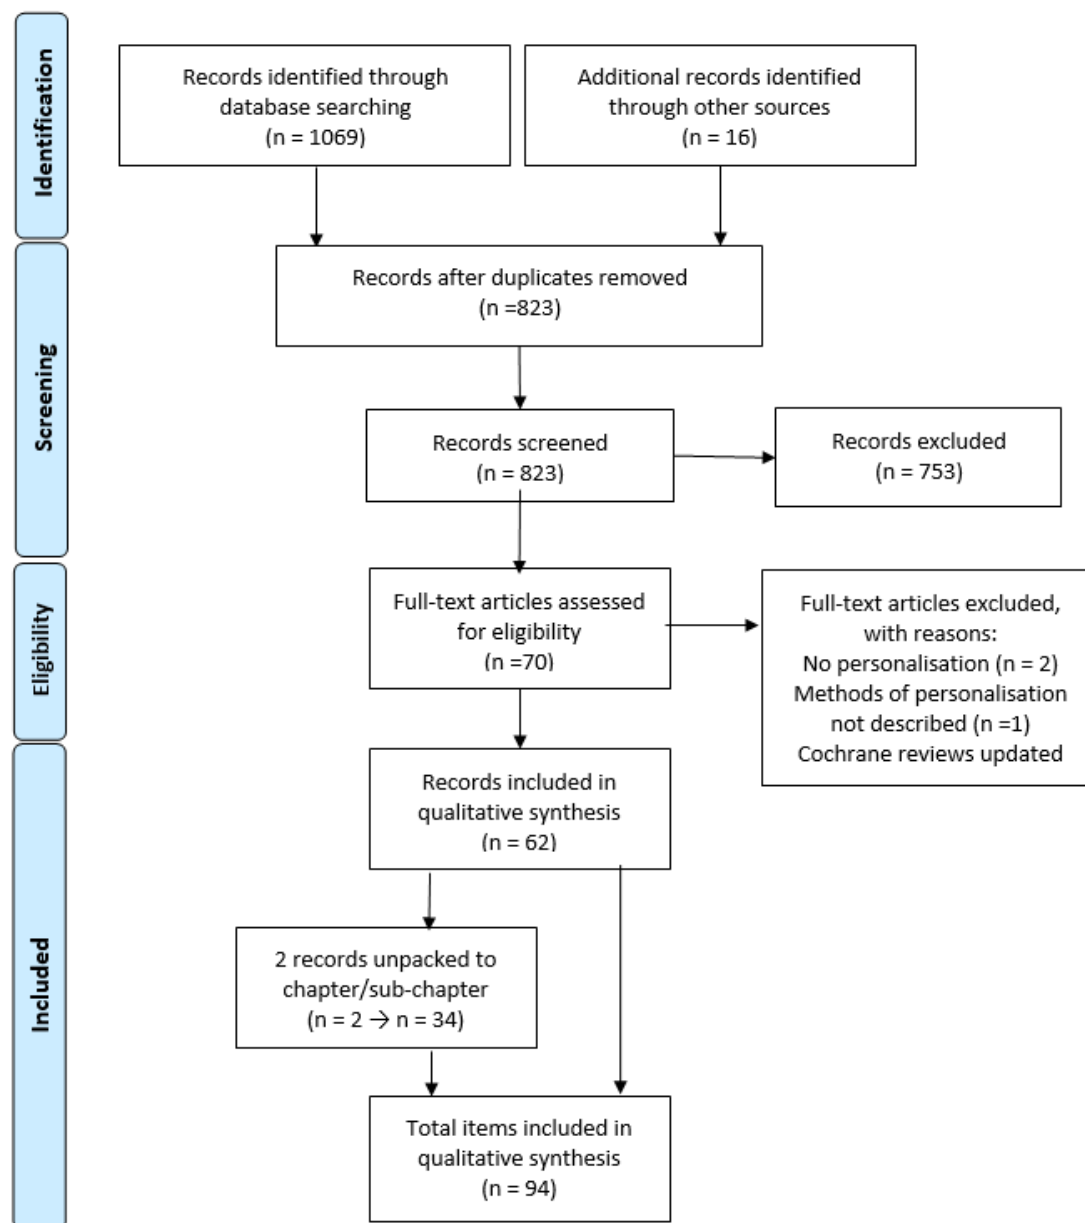 Identification
Records identified through
database searching
(n = 1069)
Additional records identified
through other sources
(n = 16)
Screening
Records after duplicates removed
(n =823)
Records screened
(n = 823)
Records excluded
(n = 753)
Eligibility
Full-text articles assessed
for eligibility
(n =70)
Full-text articles excluded,
with reasons:
No personalisation (n = 2)
Methods of personalisation
not described (n =1)
Cochrane reviews updated
Included
Records included in
qualitative synthesis
(n = 62)
2 records unpacked to
chapter/sub-chapter
(n = 2 → n = 34)
Total items included in
qualitative synthesis
(n = 94)